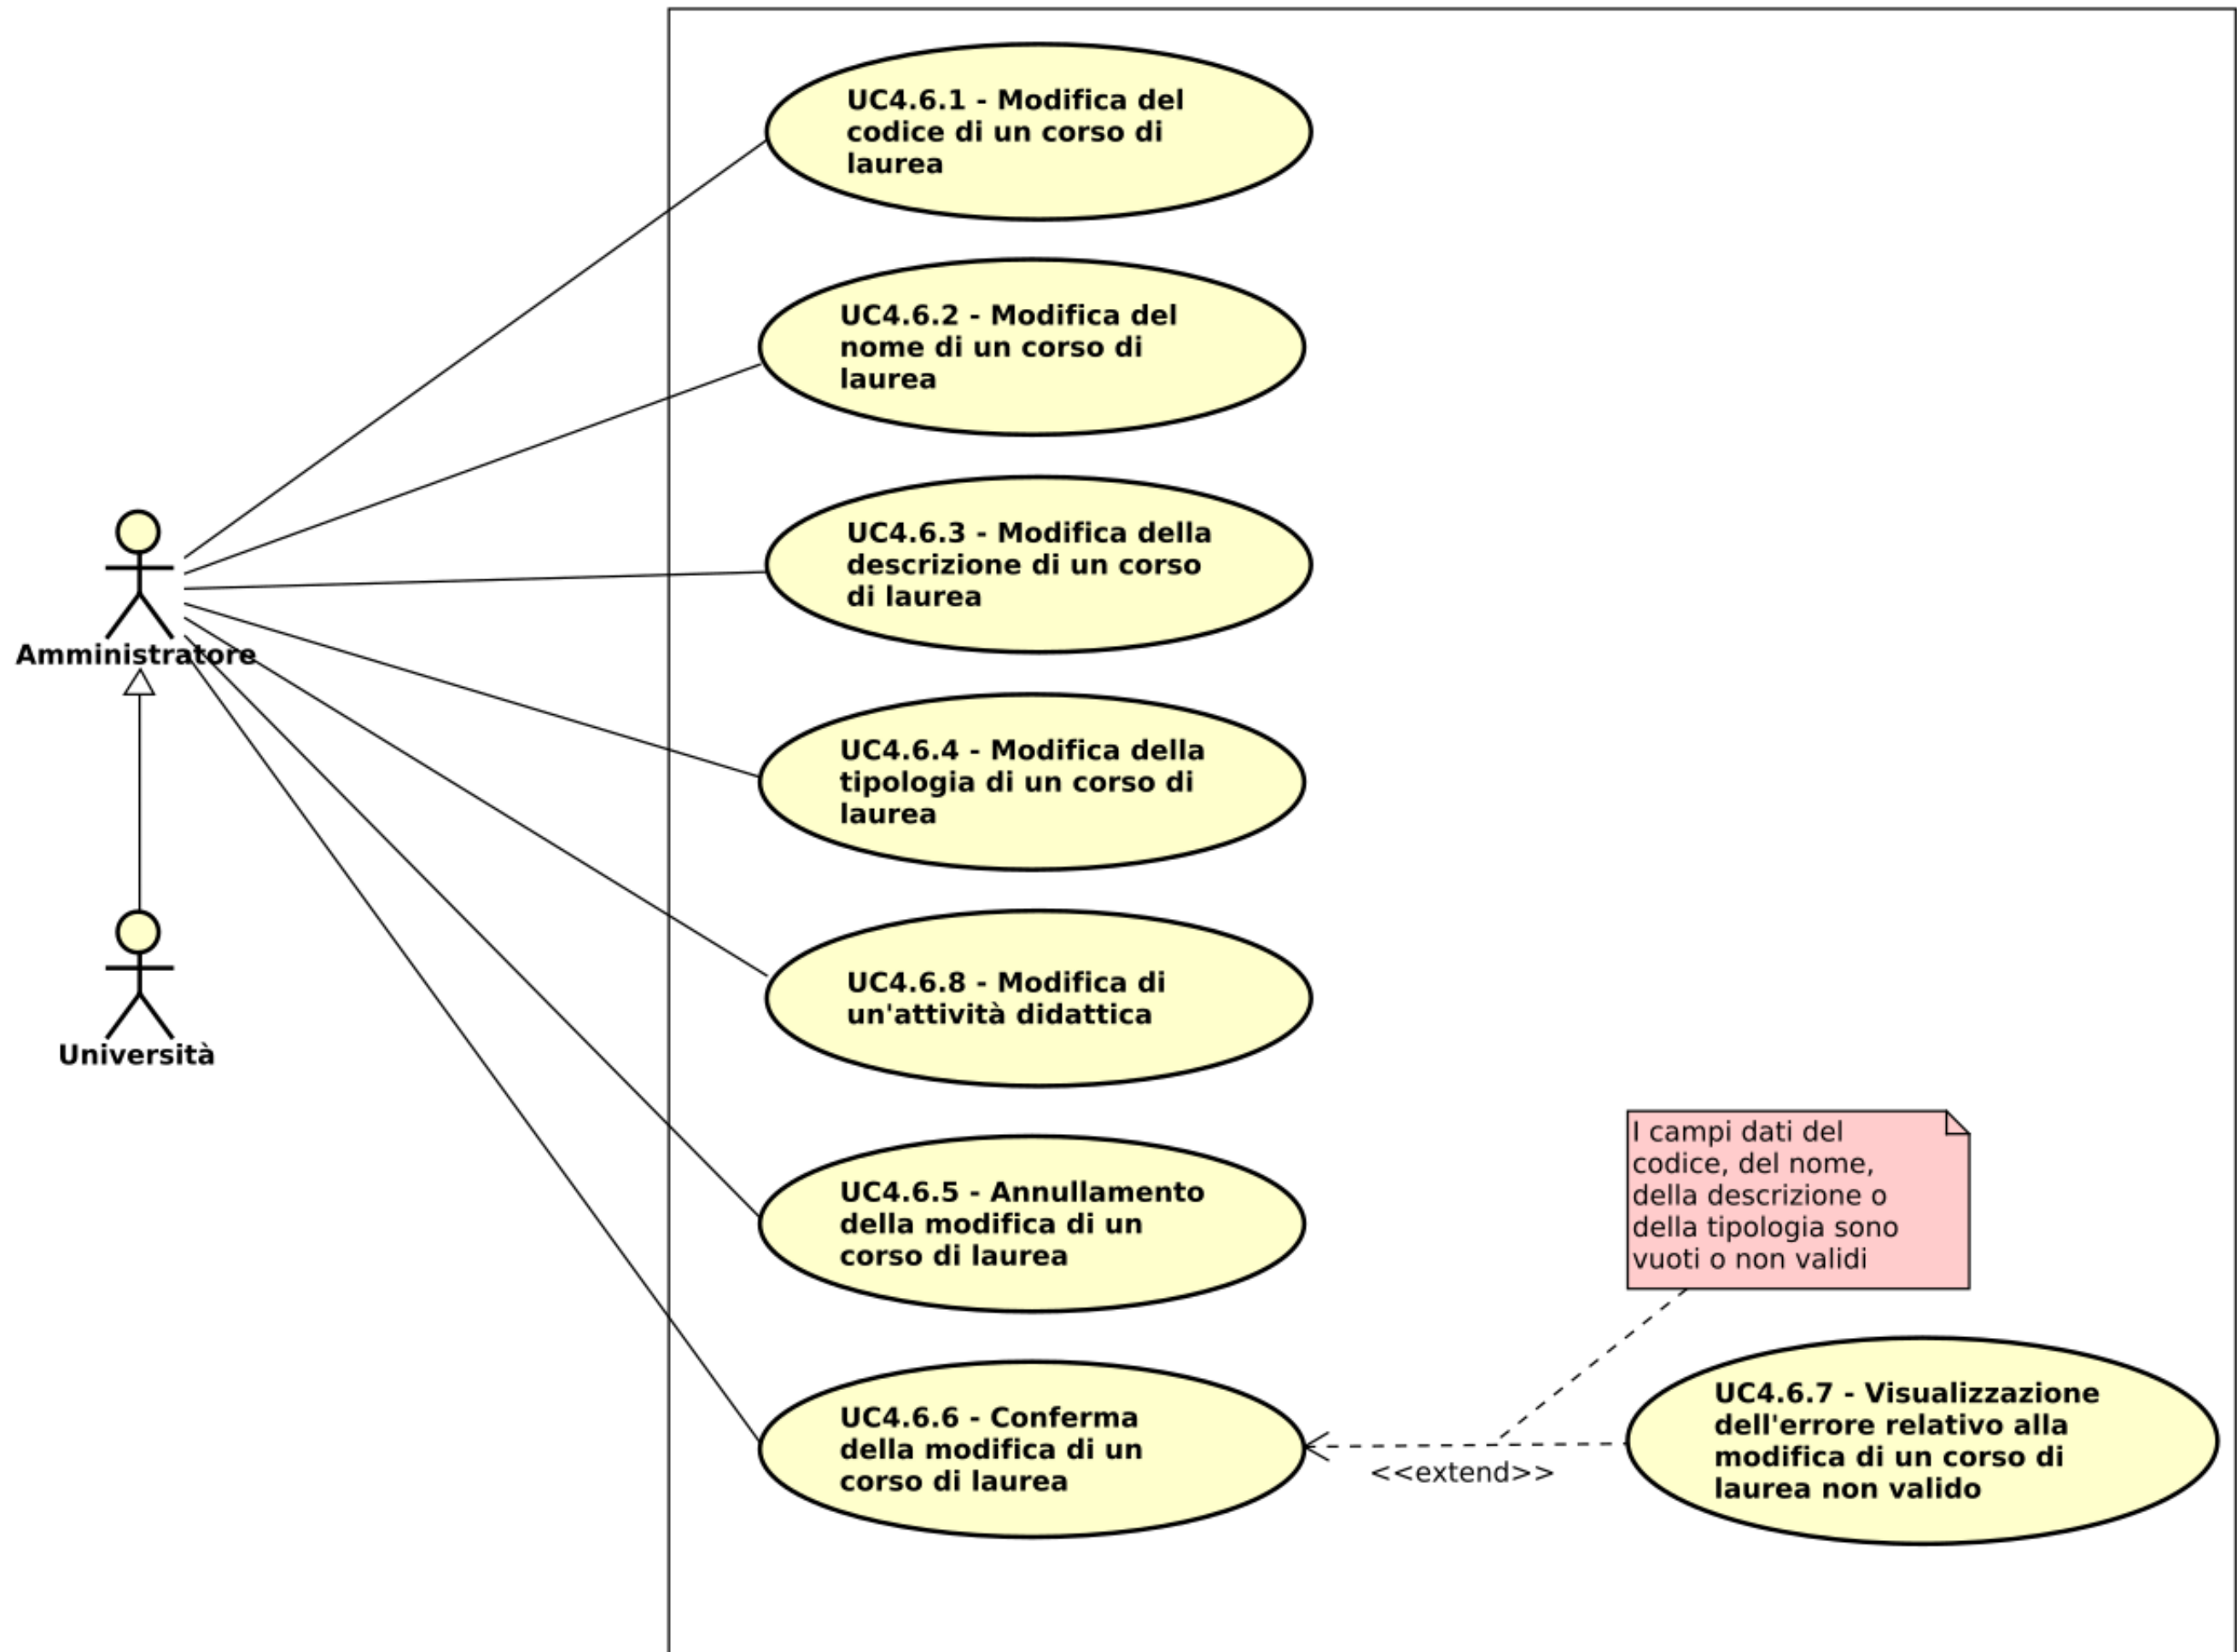 UC4.6.1 - Modifica del
codice di un corso di
laurea
UC4.6.2 - Modifica del
nome di un corso di
laurea
UC4.6.3 - Modifica della
descrizione di un corso
di laurea
Amministratore
UC4.6.4 - Modifica della
tipologia di un corso di
laurea
UC4.6.8 - Modifica di
un'attività didattica
Università
I campi dati del
codice, del nome,
della descrizione o
della tipologia sono
vuoti o non validi
UC4.6.5 - Annullamento
della modifica di un
corso di laurea
UC4.6.6 - Conferma
della modifica di un
corso di laurea
<<extend>>
UC4.6.7 - Visualizzazione
dell'errore relativo alla
modifica di un corso di
laurea non valido